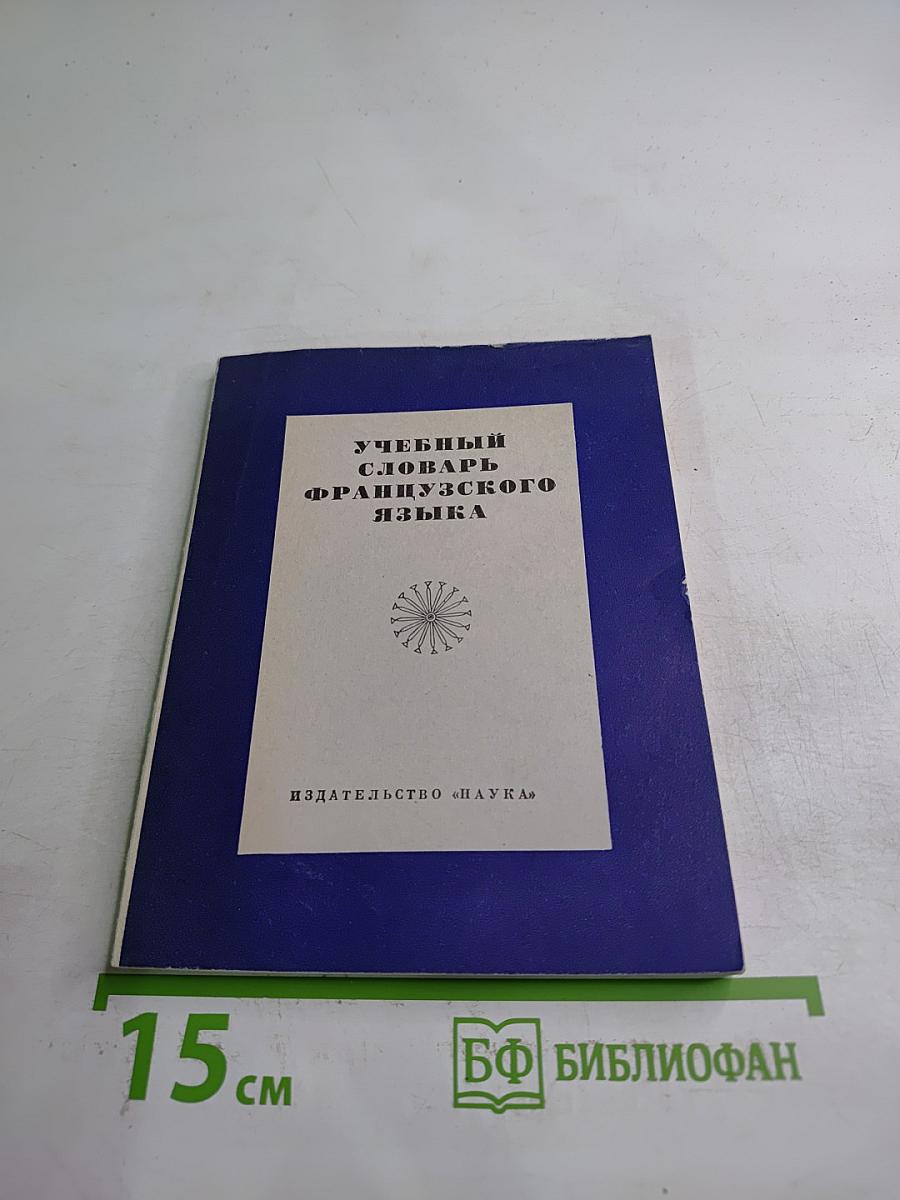 УЧЕБНЫЙ
СЛОВАРЬ
ФРАНЦУЗСКОГО
ЯЗЫКА
ИЗДАТЕЛЬСТВО «НАУКА»
15 см
БФ БИБЛИОФАН